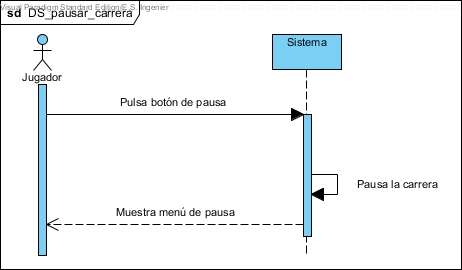 Visual Paradigm Standard Edition(E.S. Ingenier
sd DS_pausar_carrera
Sistema
Jugador
Pulsa botón de pausa
Pausa la carrera
Muestra menú de pausa